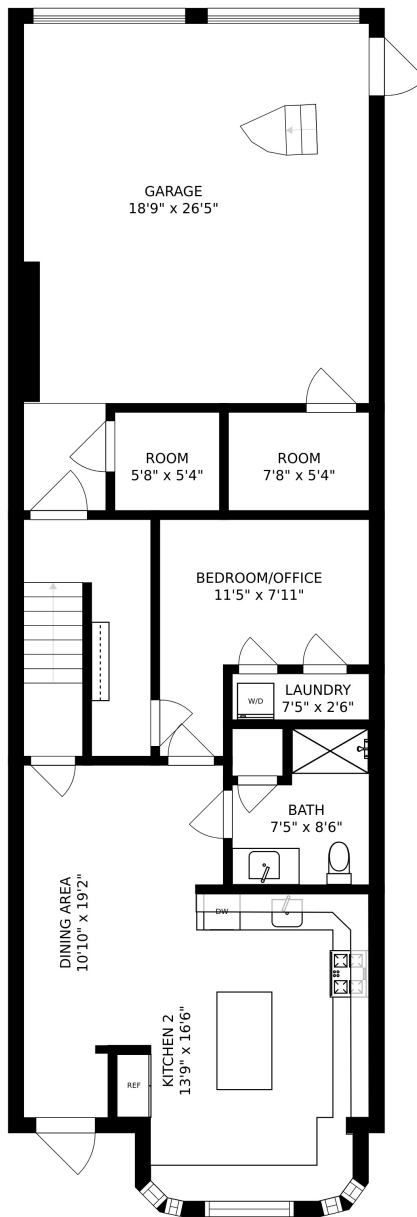 GARAGE
18'9" x 26'5"
ROOM
5'8" x 5'4"
ROOM
7'8" x 5'4"
BEDROOM/OFFICE
11'5" x 7'11"
W/D
LAUNDRY
7'5" x 2'6"
BATH
7'5" x 8'6"
DINING AREA
10'10" x 19'2"
DW
KITCHEN 2
13'9" x 16'6"
REF